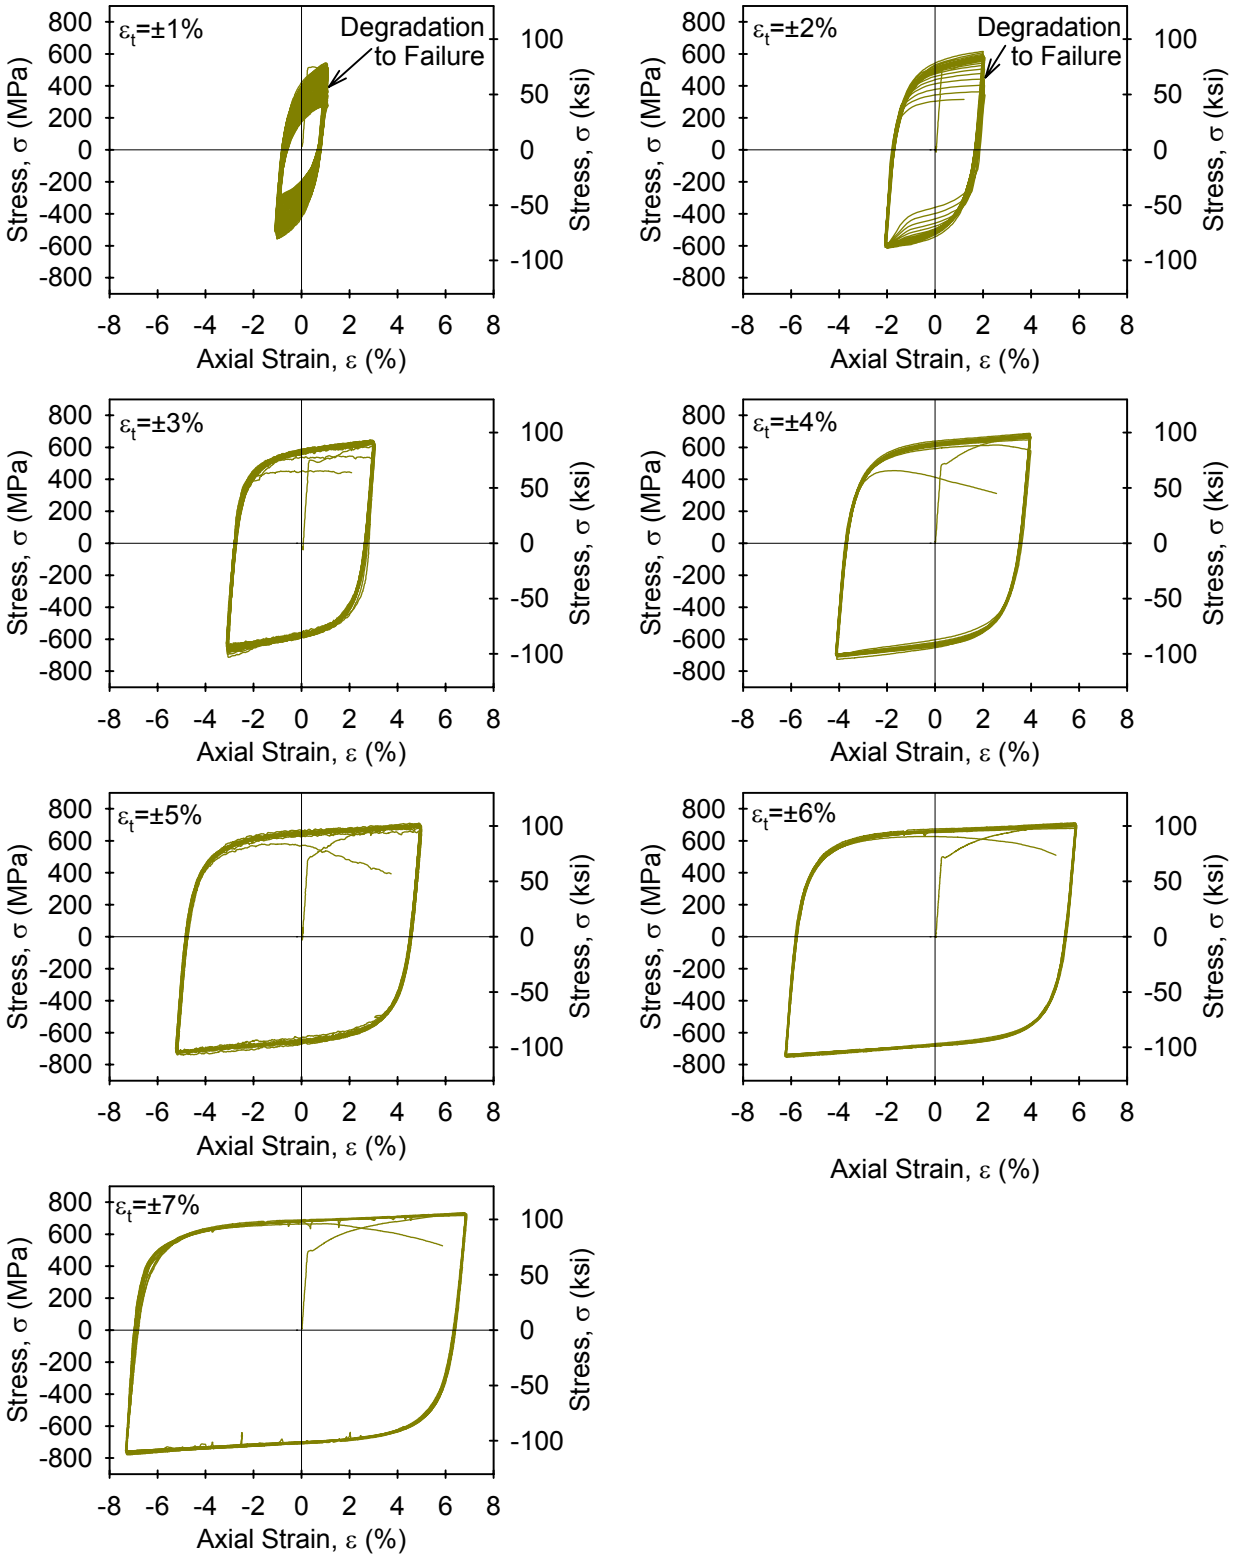 εt=±1%
Degradation
to Failure
800
600
400
200
0
-200
-400
-600
-800
100
50
0
-50
-100
Stress, σ (MPa)
Stress, σ (ksi)
-8 -6 -4 -2 0 2 4 6 8
Axial Strain, ε (%)
εt=±2%
Degradation
to Failure
800
600
400
200
0
-200
-400
-600
-800
100
50
0
-50
-100
Stress, σ (MPa)
Stress, σ (ksi)
-8 -6 -4 -2 0 2 4 6 8
Axial Strain, ε (%)
εt=±3%
800
600
400
200
0
-200
-400
-600
-800
100
50
0
-50
-100
Stress, σ (MPa)
Stress, σ (ksi)
-8 -6 -4 -2 0 2 4 6 8
Axial Strain, ε (%)
εt=±4%
800
600
400
200
0
-200
-400
-600
-800
100
50
0
-50
-100
Stress, σ (MPa)
Stress, σ (ksi)
-8 -6 -4 -2 0 2 4 6 8
Axial Strain, ε (%)
εt=±5%
800
600
400
200
0
-200
-400
-600
-800
100
50
0
-50
-100
Stress, σ (MPa)
Stress, σ (ksi)
-8 -6 -4 -2 0 2 4 6 8
Axial Strain, ε (%)
εt=±6%
800
600
400
200
0
-200
-400
-600
-800
100
50
0
-50
-100
Stress, σ (MPa)
Stress, σ (ksi)
-8 -6 -4 -2 0 2 4 6 8
Axial Strain, ε (%)
εt=±7%
800
600
400
200
0
-200
-400
-600
-800
100
50
0
-50
-100
Stress, σ (MPa)
Stress, σ (ksi)
-8 -6 -4 -2 0 2 4 6 8
Axial Strain, ε (%)